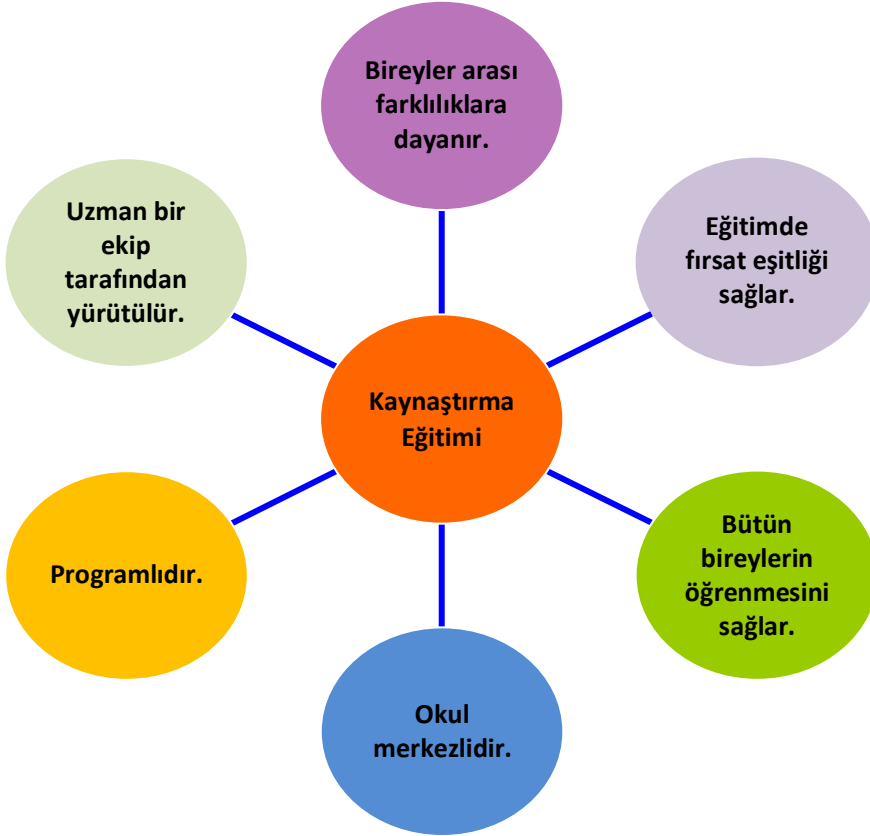 Bireyler arası
farklılıklara
dayanır.
Uzman bir
ekip
tarafından
yürütülür.
Eğitimde
fırsat eşitliği
sağlar.
Kaynaştırma
Eğitimi
Programlıdır.
Bütün
bireylerin
öğrenmesini
sağlar.
Okul
merkezlidir.